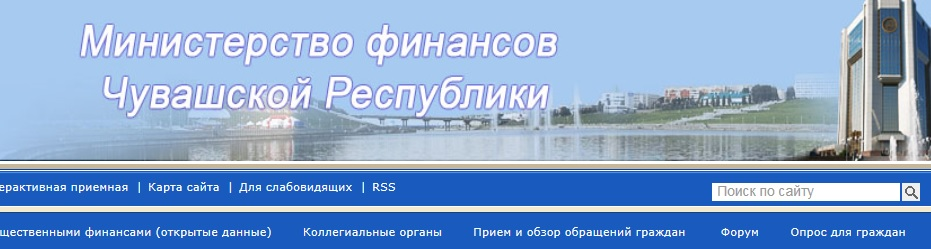 Министерство финансов
Чувашской Республики
ерактивная приемная | Карта сайта | Для слабовидящих | RSS
Поиск по сайту
щественными финансами (открытые данные) Коллегиальные органы Прием и обзор обращений граждан Форум Опрос для граждан